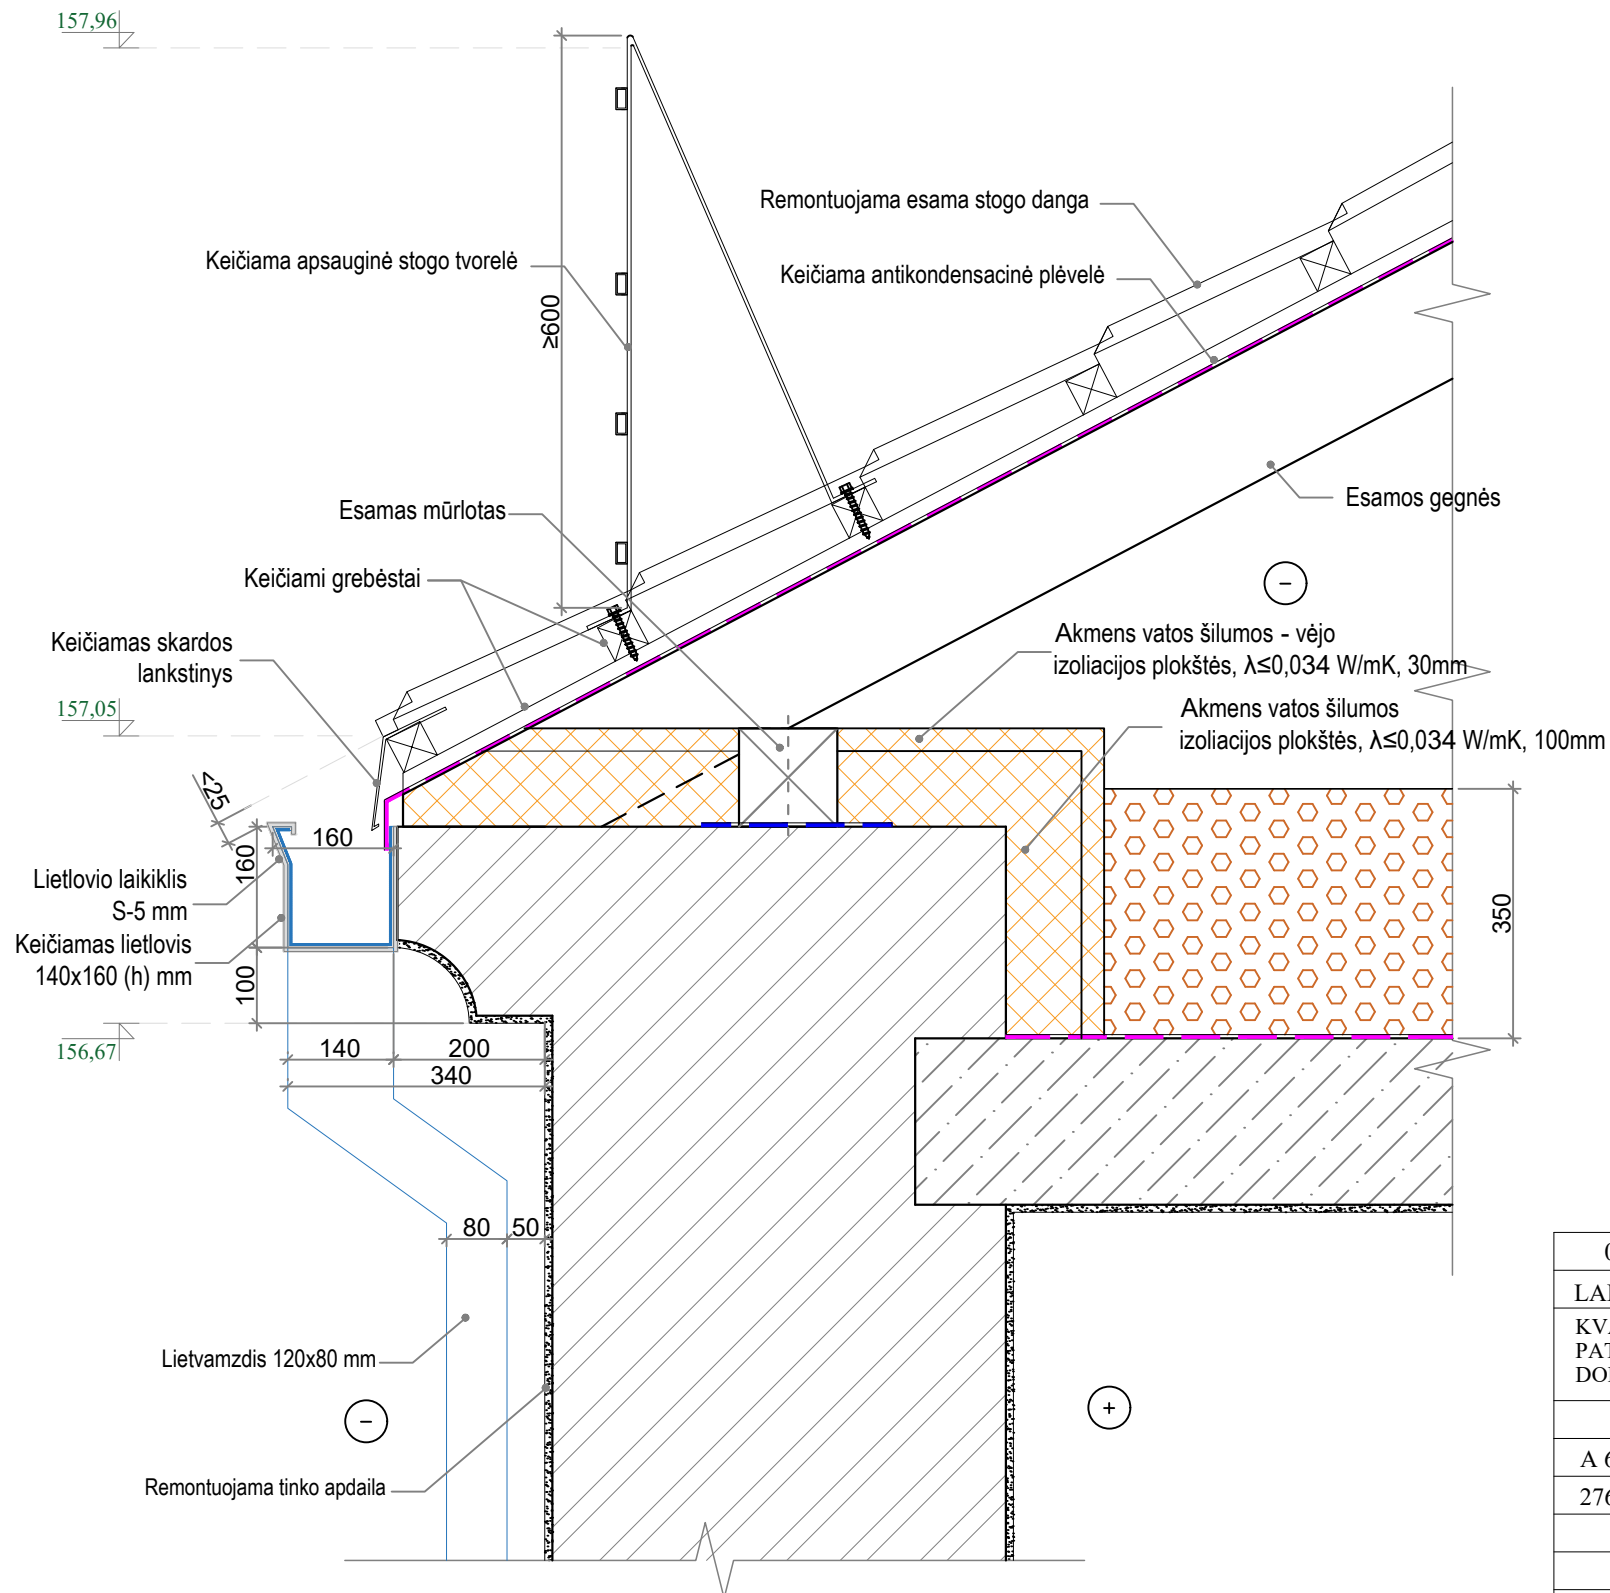 157,96
Remontuojama esama stogo danga
Keičiama apsauginė stogo tvorelė
Keičiama antikondensacinė plėvelė
≥600
Esamos gegnės
Esamas mūrlotas
Keičiami grebėstai
−
Keičiamas skardos
lankstinys
Akmens vatos šilumos - vėjo
izoliacijos plokštės, λ≤0,034 W/mK, 30mm
157,05
Akmens vatos šilumos
izoliacijos plokštės, λ≤0,034 W/mK, 100mm
<25
160
160
Lietlovio laikiklis
S-5 mm
Keičiamas lietlovis
140x160 (h) mm
100
350
156,67
140
200
340
80
50
Lietvamzdis 120x80 mm
−
+
Remontuojama tinko apdaila
A